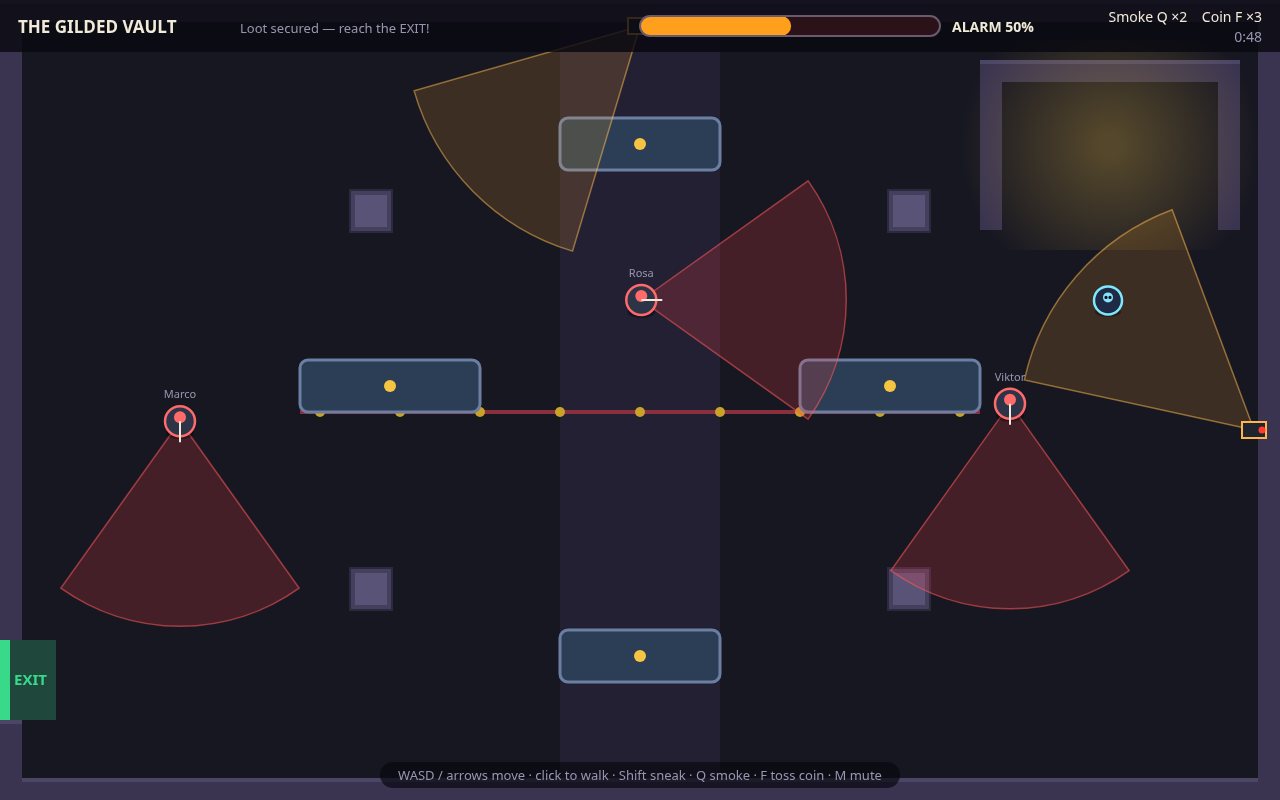 THE GILDED VAULT
Loot secured — reach the EXIT!
ALARM 50%
Smoke Q ×2 Coin F ×3
0:48
Rosa
Marco
Viktor
EXIT
WASD / arrows move · click to walk · Shift sneak · Q smoke · F toss coin · M mute